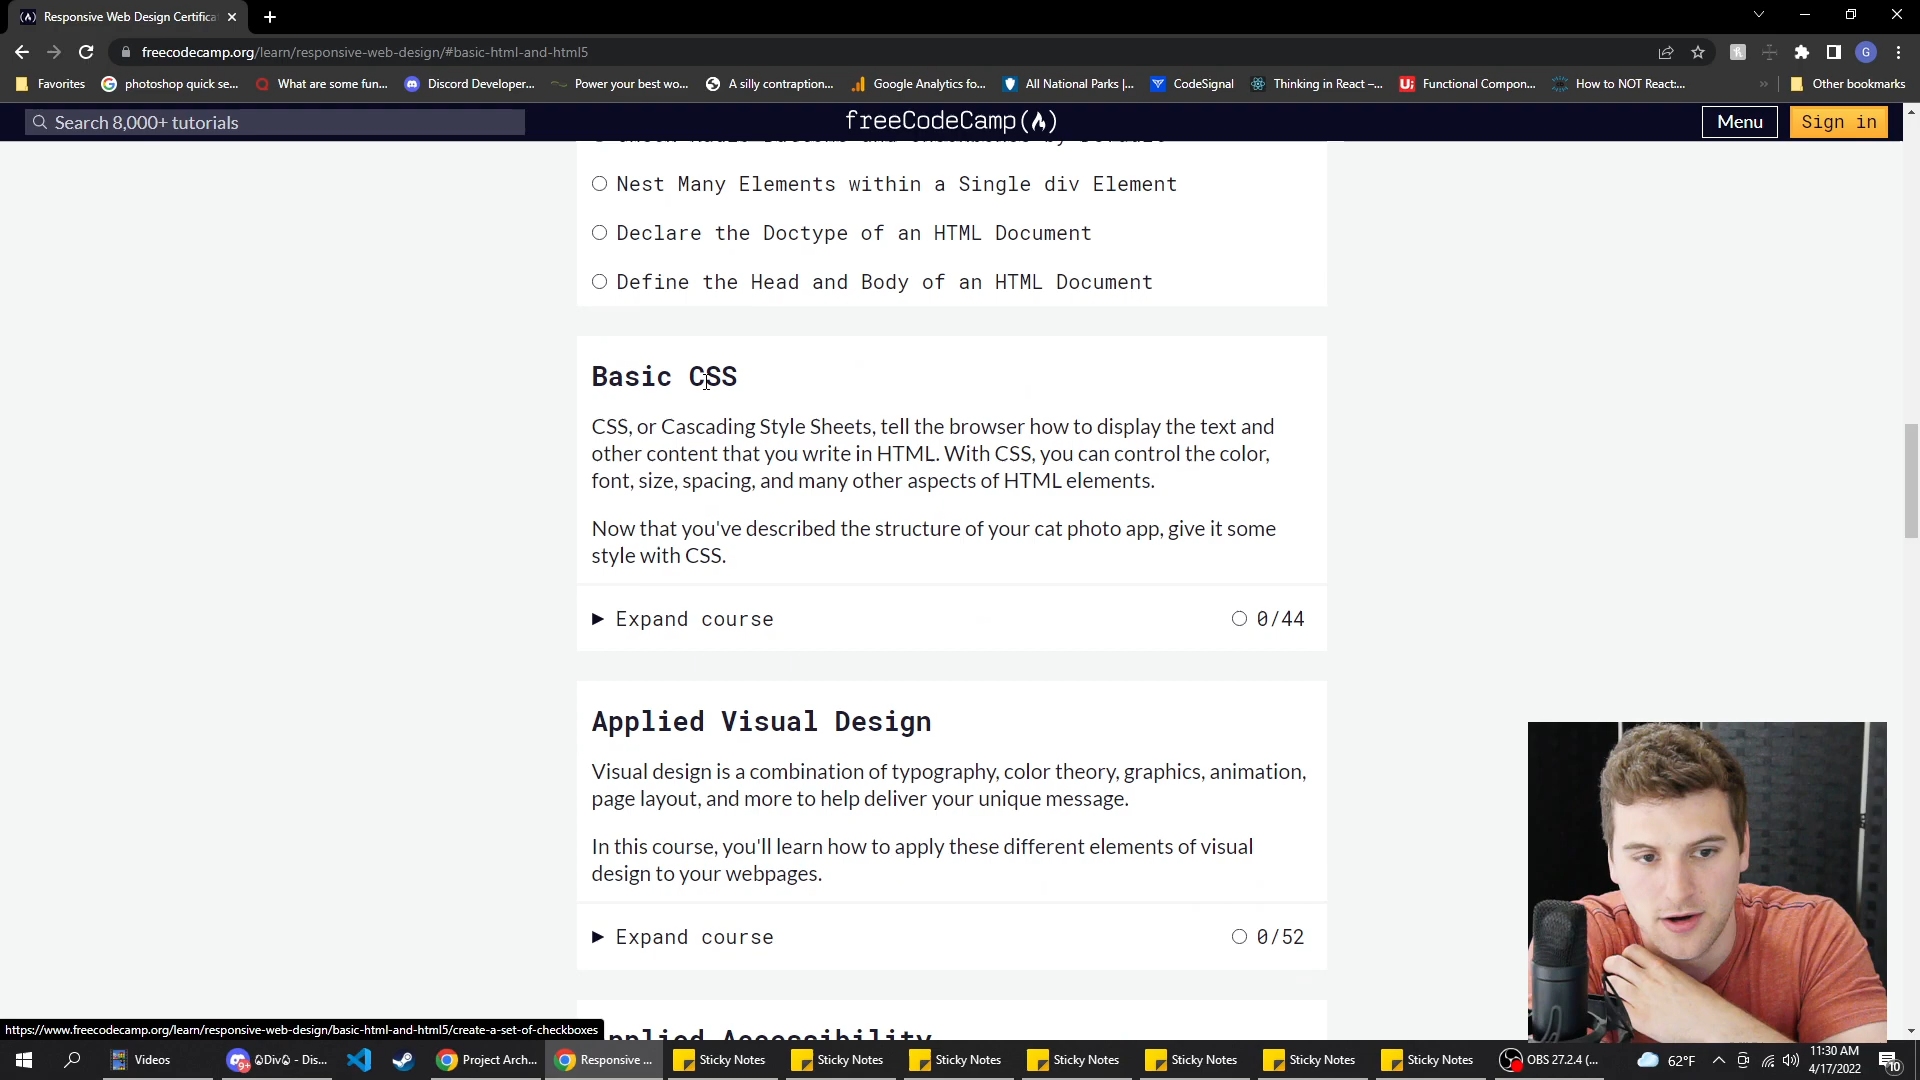 Responsive Web Design Certifica
freecodecamp.org/learn/responsive-web-design/#basic-html-and-html5
G
Favorites
photoshop quick se...
What are some fun...
Discord Developer...
Power your best wo...
A silly contraption...
Google Analytics fo...
All National Parks |...
CodeSignal
Thinking in React –...
Functional Compon...
How to NOT React:...
»
Other bookmarks
Search 8,000+ tutorials
freeCodeCamp
Menu
Sign in
Nest Many Elements within a Single div Element
Declare the Doctype of an HTML Document
Define the Head and Body of an HTML Document
Basic CSS
CSS, or Cascading Style Sheets, tell the browser how to display the text and
other content that you write in HTML. With CSS, you can control the color,
font, size, spacing, and many other aspects of HTML elements.
Now that you've described the structure of your cat photo app, give it some
style with CSS.
Expand course 0/44
Applied Visual Design
Visual design is a combination of typography, color theory, graphics, animation,
page layout, and more to help deliver your unique message.
In this course, you'll learn how to apply these different elements of visual
design to your webpages.
Expand course 0/52
Applied Accessibility
https://www.freecodecamp.org/learn/responsive-web-design/basic-html-and-html5/create-a-set-of-checkboxes
Videos
Div - Dis...
Project Arch...
Responsive ...
Sticky Notes
Sticky Notes
Sticky Notes
Sticky Notes
Sticky Notes
Sticky Notes
Sticky Notes
OBS 27.2.4 (...
62°F
11:30 AM
4/17/2022
10